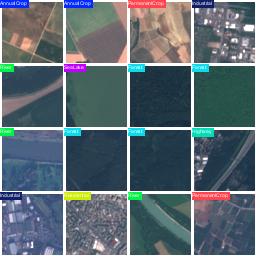 AnnualCrop
AnnualCrop
PermanentCrop
Industrial
River
SeaLake
Forest
Forest
River
Forest
Forest
Highway
Industrial
Residential
River
PermanentCrop